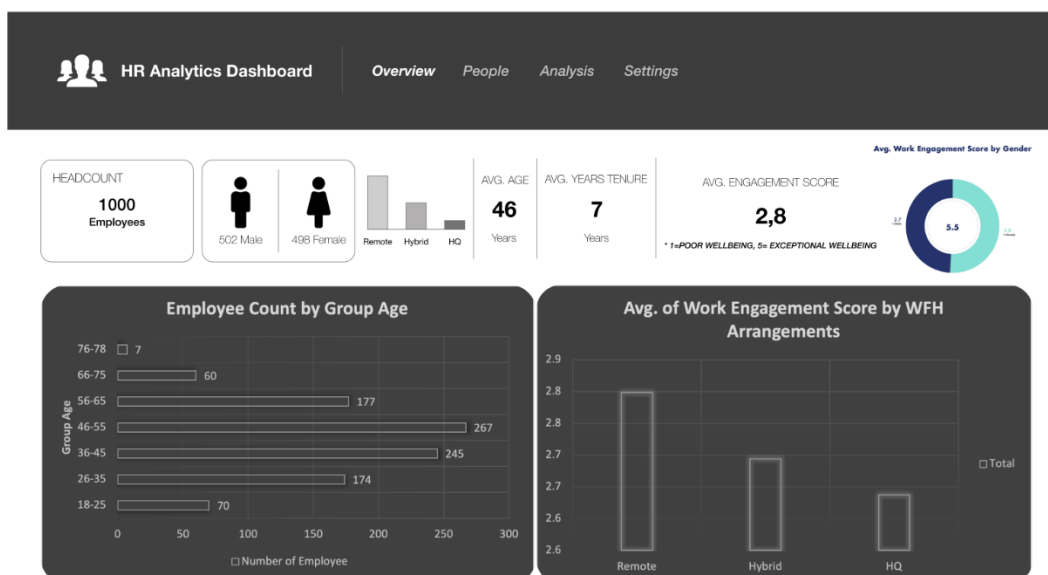 HR Analytics Dashboard
Overview
People
Analysis
Settings
Avg. Work Engagement Score by Gender
HEADCOUNT
1000
Employees
502 Male
498 Female
Remote
Hybrid
HQ
AVG. AGE
46
Years
AVG. YEARS TENURE
7
Years
AVG. ENGAGEMENT SCORE
2,8
* 1=POOR WELLBEING, 5= EXCEPTIONAL WELLBEING
5.5
Employee Count by Group Age
Group Age
76-78
7
66-75
60
56-65
177
46-55
267
36-45
245
26-35
174
18-25
70
0
50
100
150
200
250
300
Number of Employee
Avg. of Work Engagement Score by WFH
Arrangements
2.9
2.8
2.8
2.7
2.7
2.6
2.6
Remote
Hybrid
HQ
Total